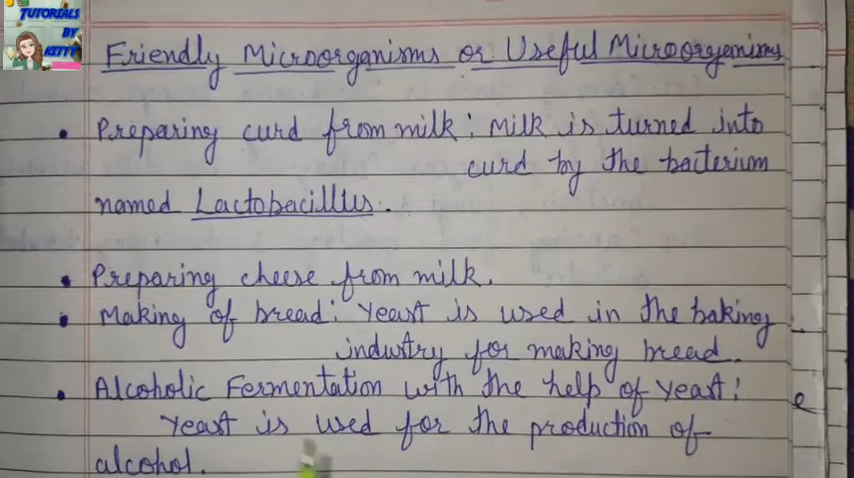 TUTORIALS
BY
KITTY
Friendly Microorganisms or Useful Microorganisms
• Preparing curd from milk: Milk is turned into
curd by the bacterium
named Lactobacillus.
• Preparing cheese from milk.
• Making of bread: Yeast is used in the baking
industry for making bread.
• Alcoholic Fermentation with the help of yeast:
Yeast is used for the production of
alcohol.
e